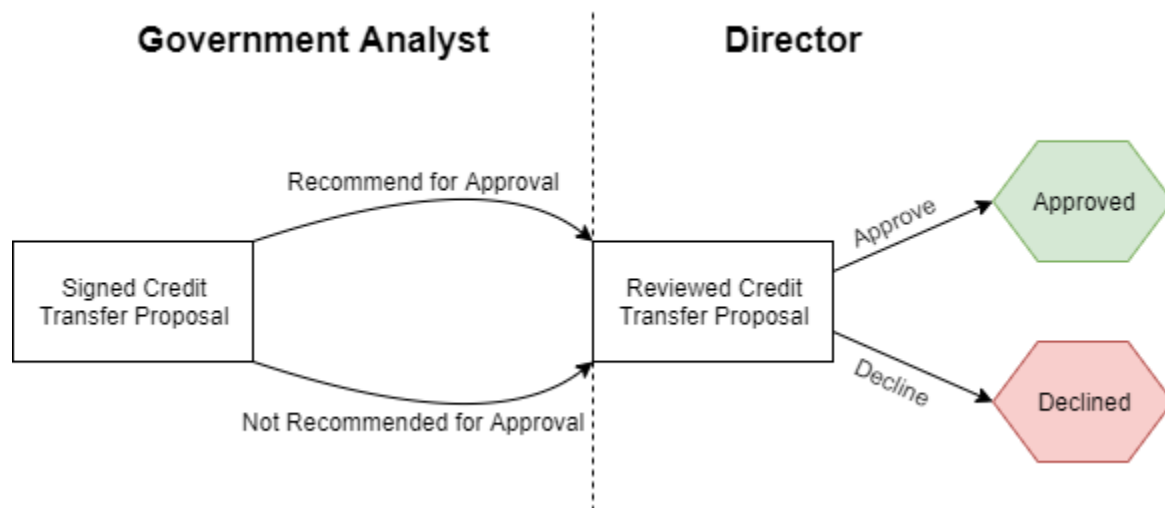 Government Analyst
Director
Recommend for Approval
Approve
Approved
Signed Credit
Transfer Proposal
Reviewed Credit
Transfer Proposal
Decline
Declined
Not Recommended for Approval